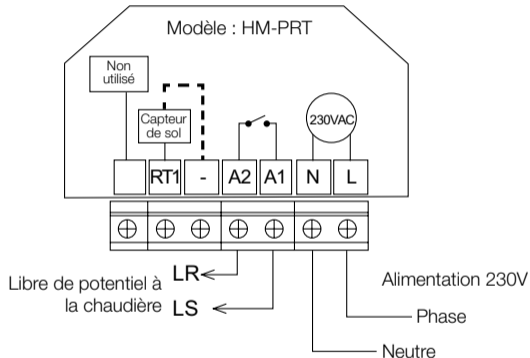 Modèle : HM-PRT
Non
utilisé
Capteur
de sol
230VAC
RT1 - A2 A1 N L
Libre de potentiel à
la chaudière
LR
LS
Alimentation 230V
Phase
Neutre